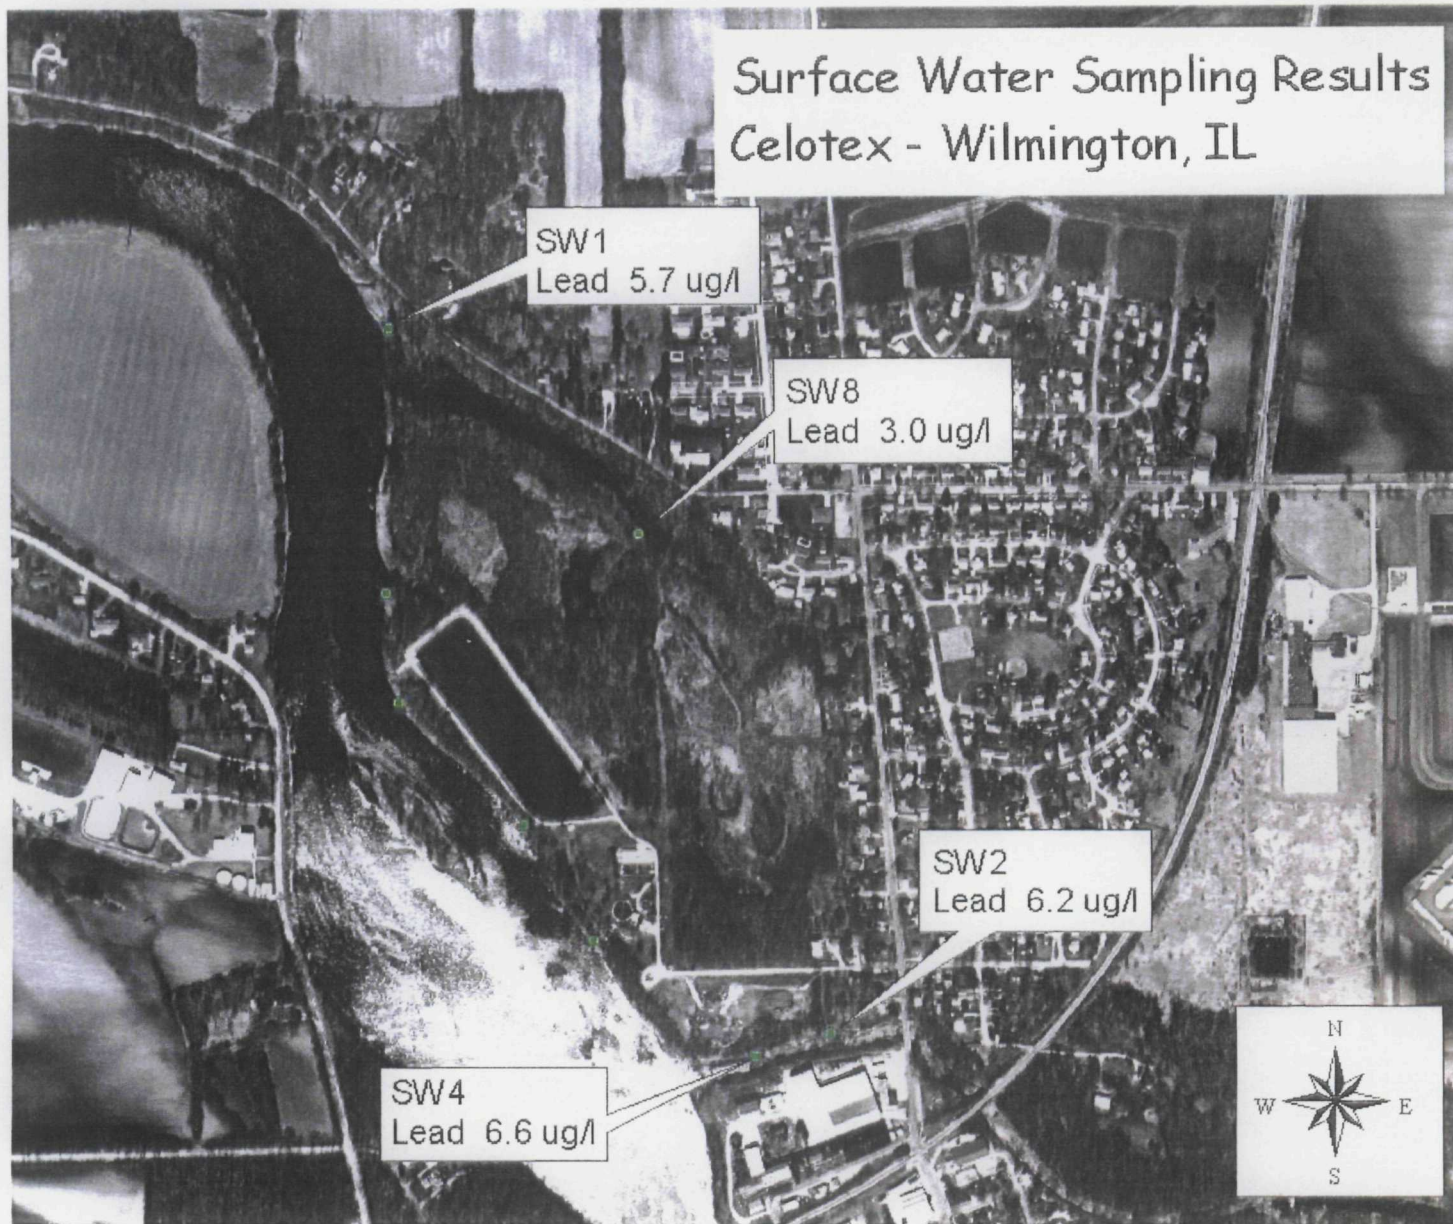 Surface Water Sampling Results
Celotex - Wilmington, IL
SW1
Lead 5.7 ug/l
SW8
Lead 3.0 ug/l
SW2
Lead 6.2 ug/l
SW4
Lead 6.6 ug/l
N
W E
S